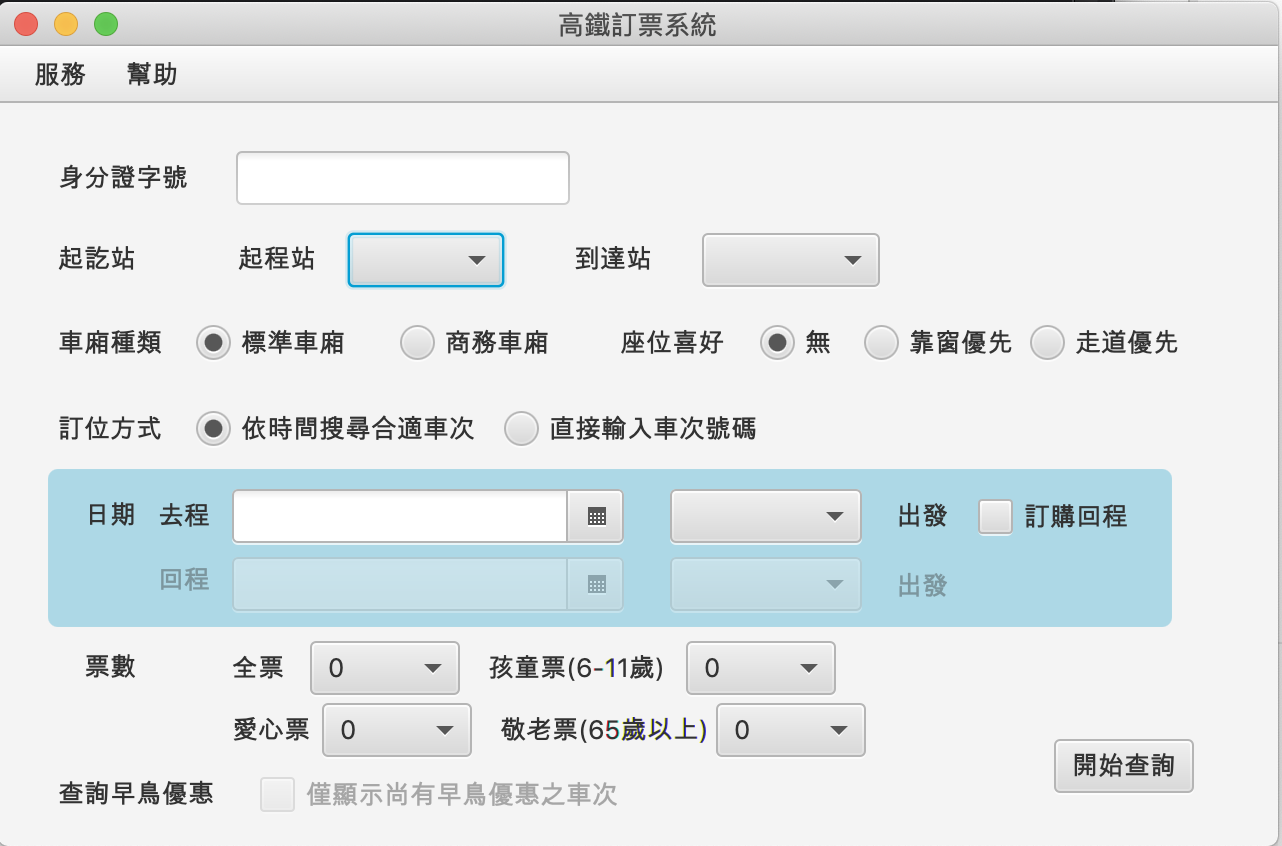 高鐵訂票系統
服務 幫助
身分證字號
起訖站 起程站 到達站
車廂種類 標準車廂 商務車廂 座位喜好 無 靠窗優先 走道優先
訂位方式 依時間搜尋合適車次 直接輸入車次號碼
日期 去程 出發 訂購回程
回程 出發
票數 全票 0 孩童票(6-11歲) 0
愛心票 0 敬老票(65歲以上) 0
開始查詢
查詢早鳥優惠 僅顯示尚有早鳥優惠之車次